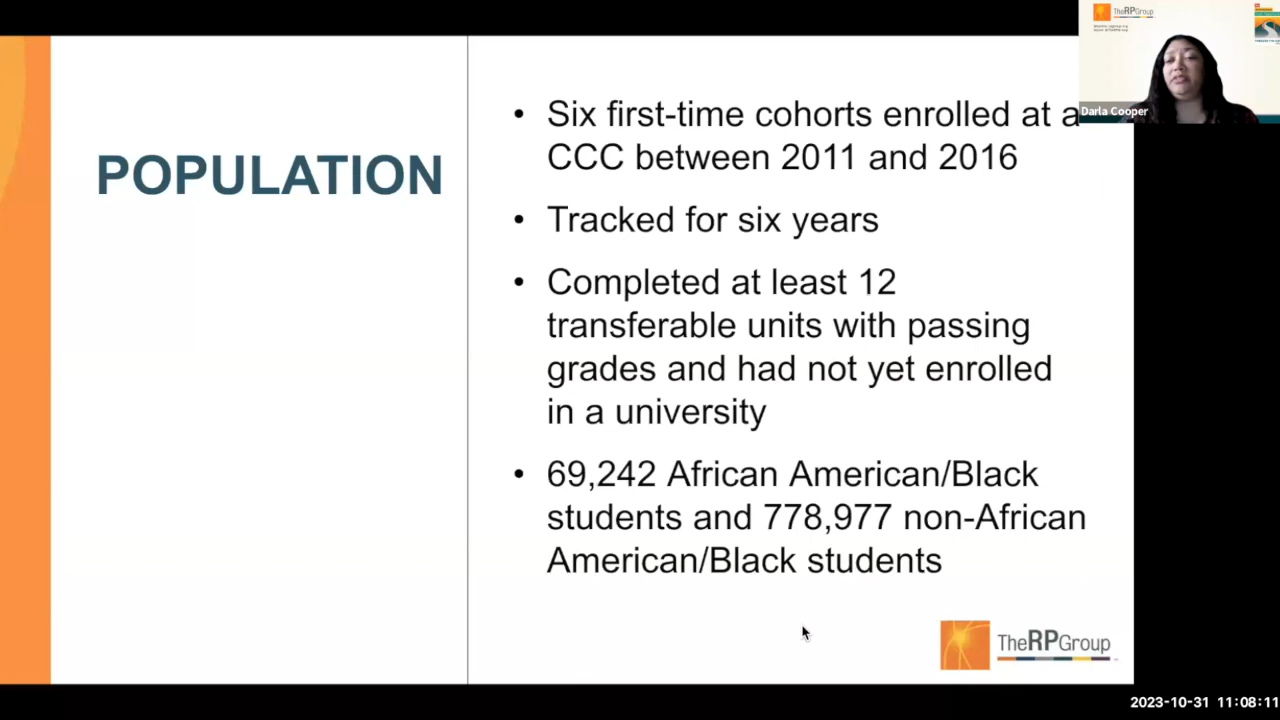 POPULATION
• Six first-time cohorts enrolled at a
CCC between 2011 and 2016
• Tracked for six years
• Completed at least 12
transferable units with passing
grades and had not yet enrolled
in a university
• 69,242 African American/Black
students and 778,977 non-African
American/Black students
TheRPGroup
TheRPGroup
Darla Cooper
2023-10-31 11:08:11